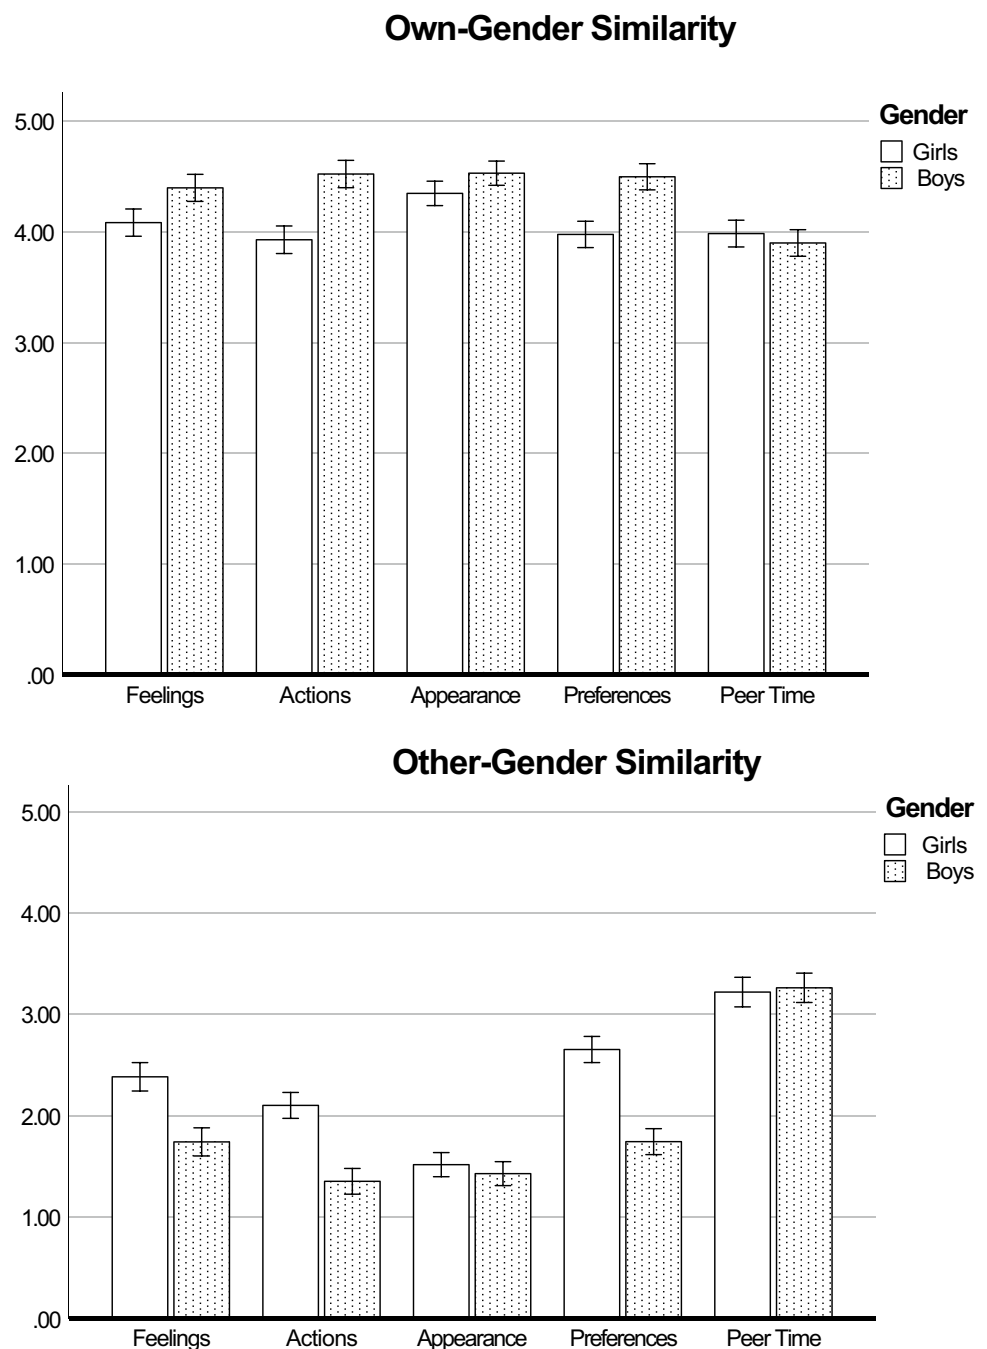 Own-Gender Similarity
Gender
Girls
Boys
5.00
4.00
3.00
2.00
1.00
.00
Feelings Actions Appearance Preferences Peer Time
Other-Gender Similarity
Gender
Girls
Boys
5.00
4.00
3.00
2.00
1.00
.00
Feelings Actions Appearance Preferences Peer Time